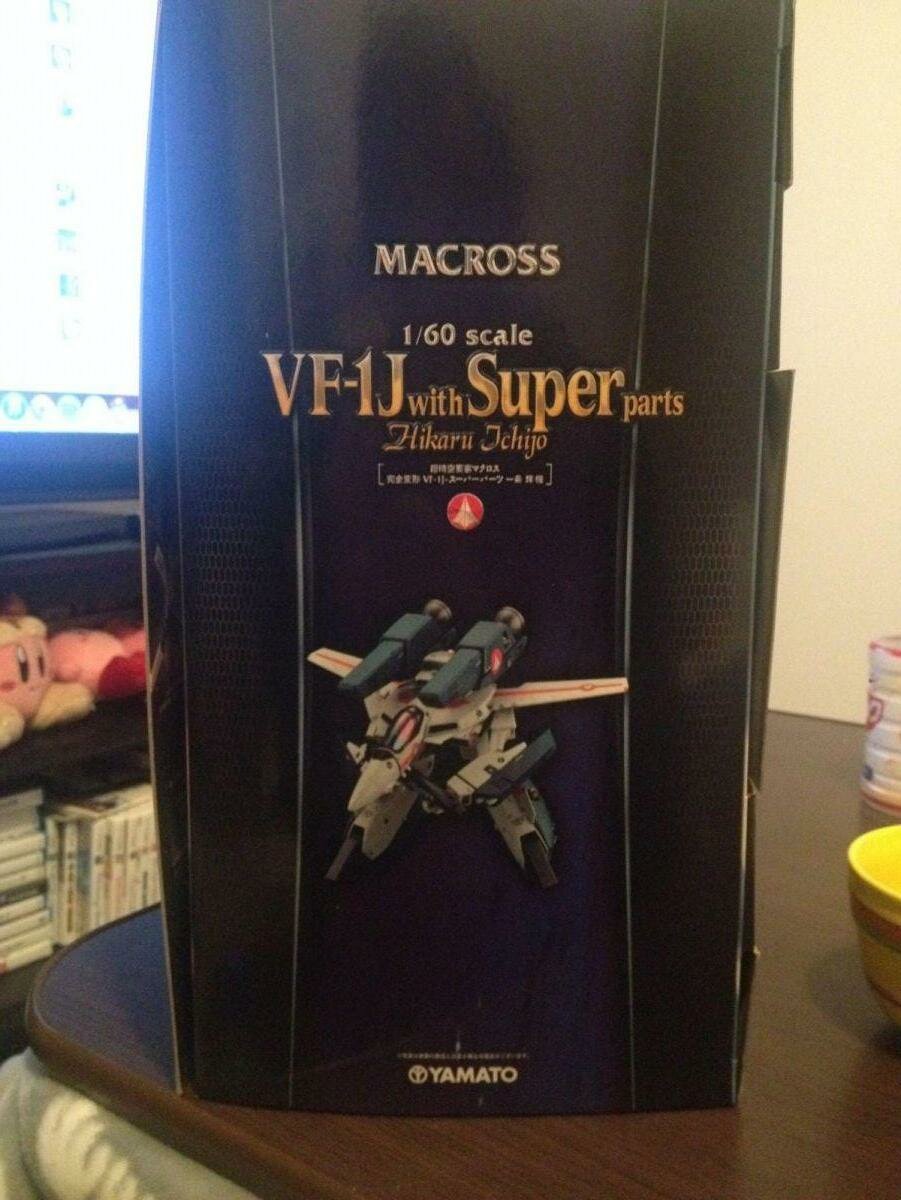 MACROSS
1/60 scale
VF-1J with Super parts
Hikaru Ichijo
超時空要塞マクロス
完全変形 VF-1J-スーパーパーツ 一条 輝 機
YAMATO